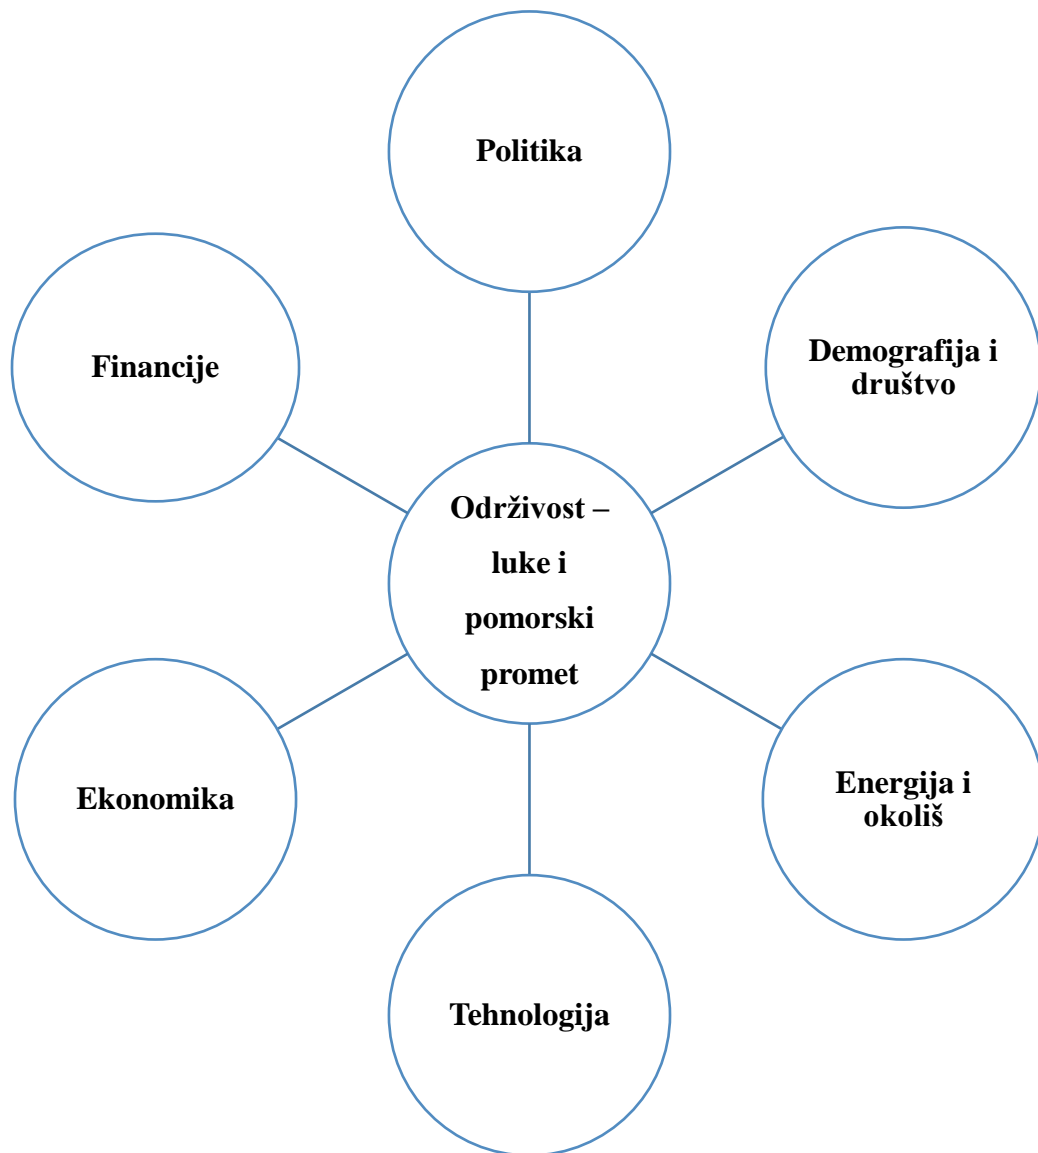 Politika
Financije
Demografija i
društvo
Održivost –
luke i
pomorski
promet
Ekonomika
Energija i
okoliš
Tehnologija